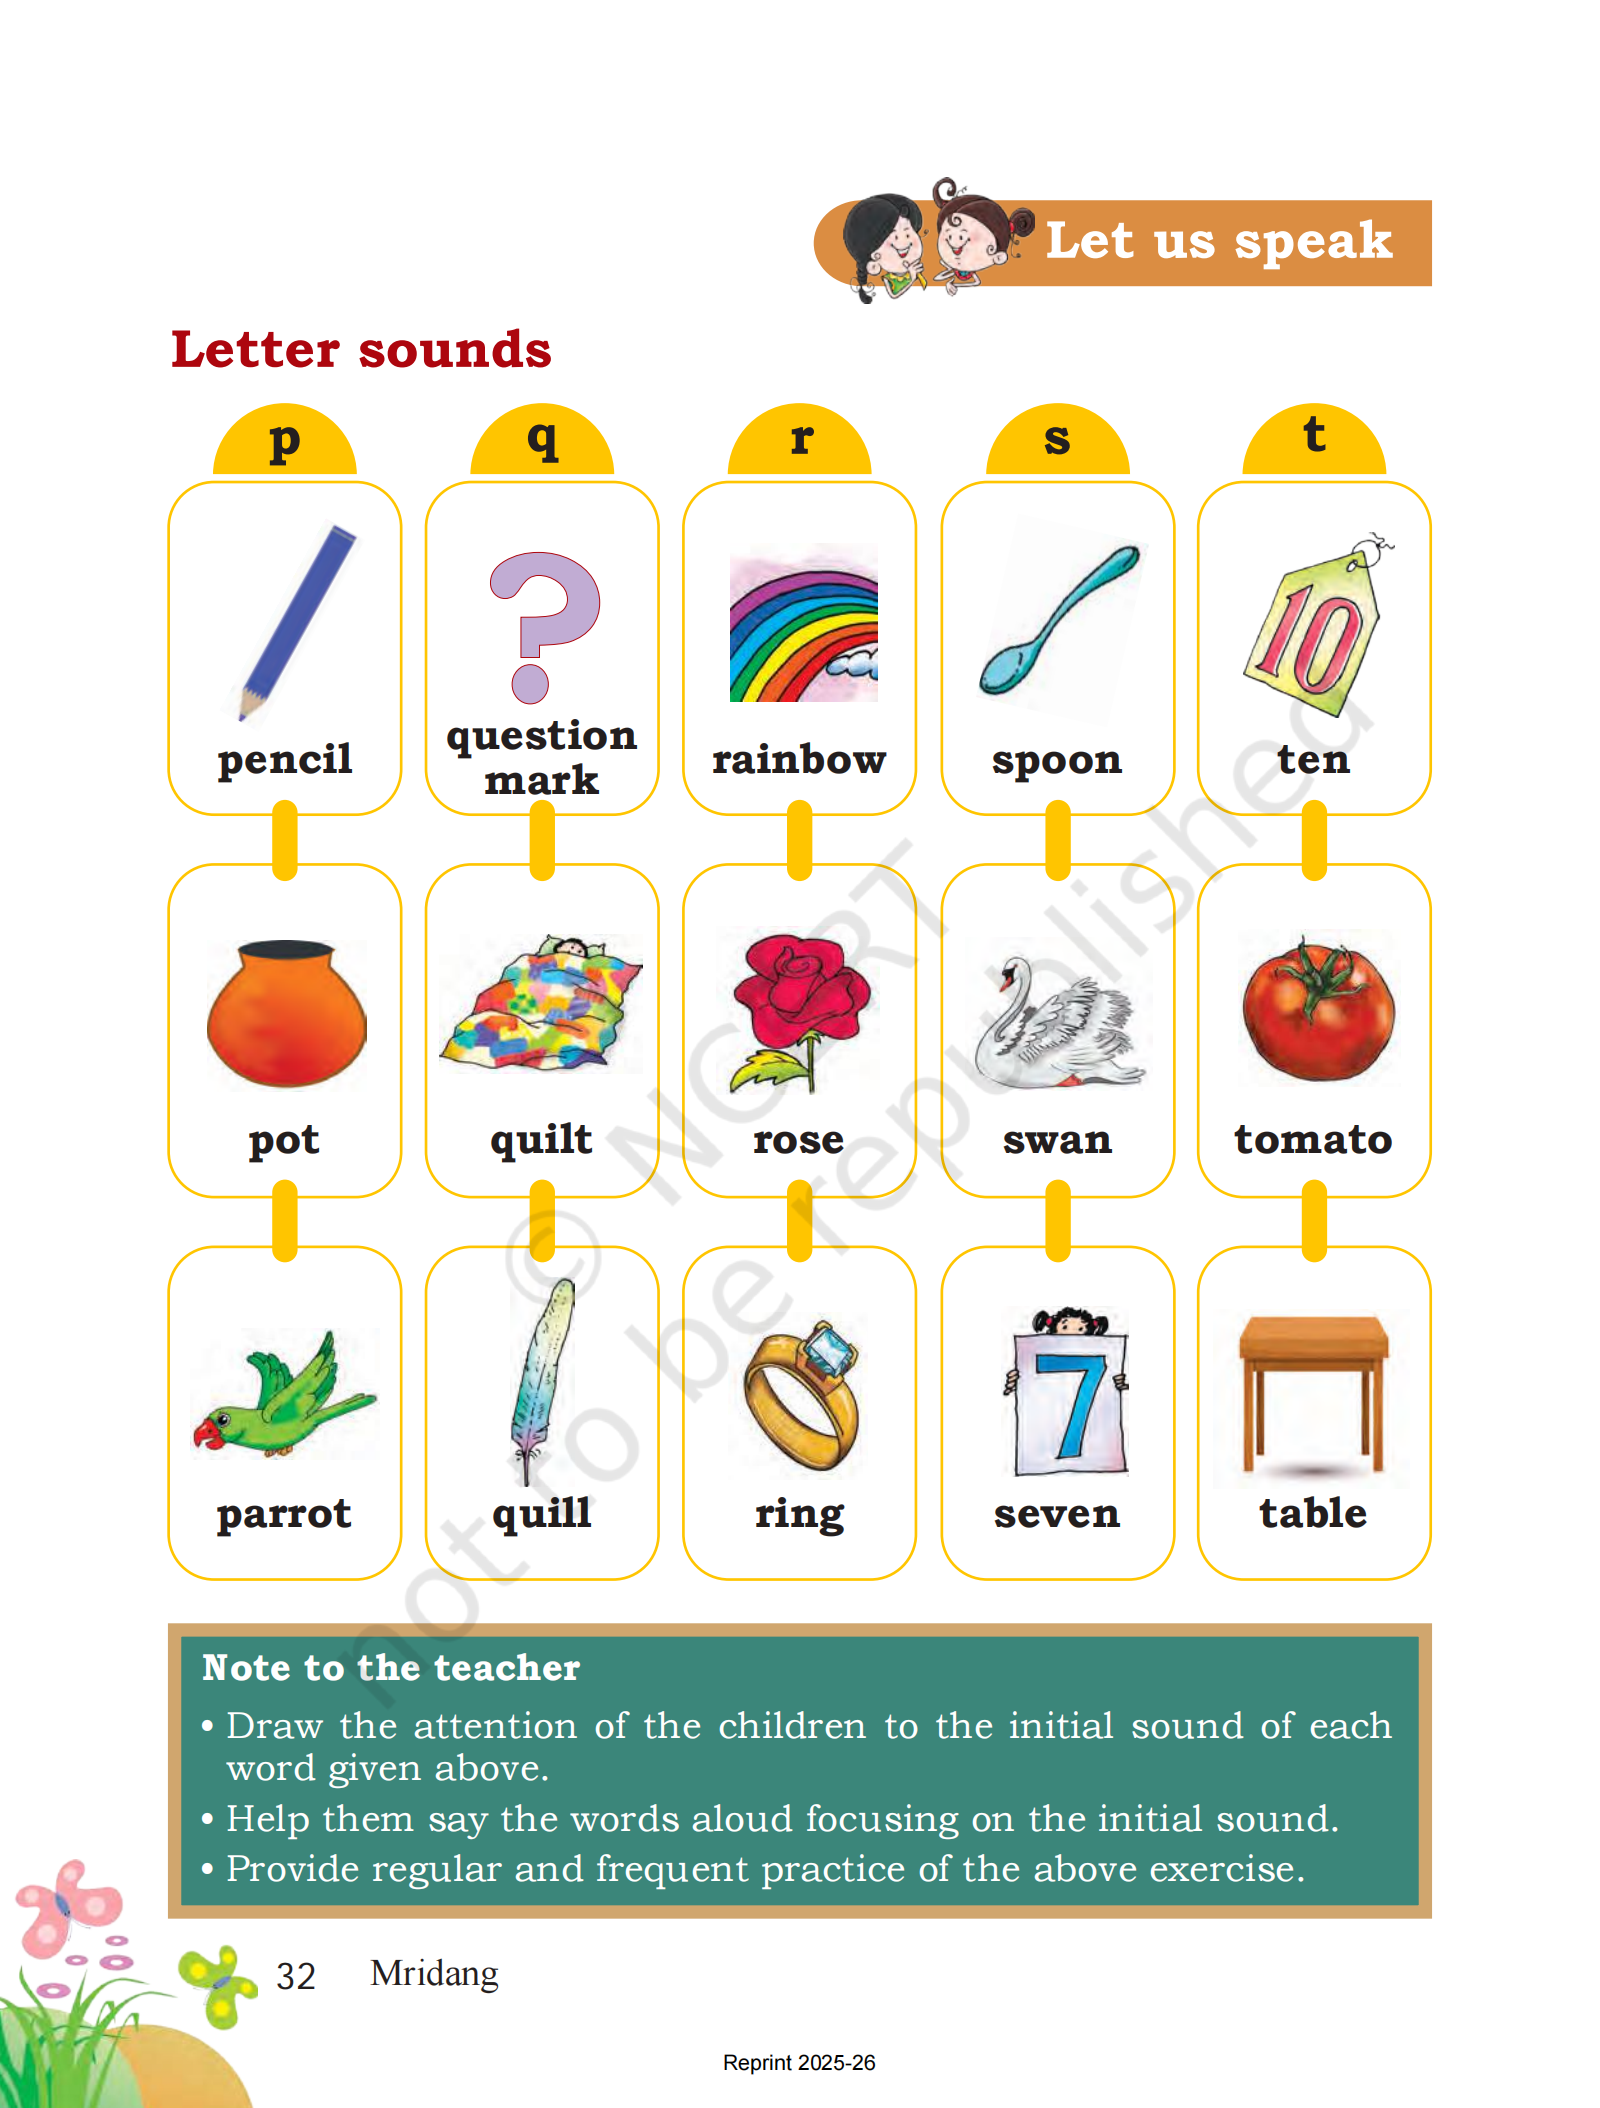 Let us speak
Letter sounds
p q r s t
10
pencil question mark rainbow spoon ten
pot quilt rose swan tomato
7
parrot quill ring seven table
© NCERT
not to be republished
Note to the teacher
• Draw the attention of the children to the initial sound of each
word given above.
• Help them say the words aloud focusing on the initial sound.
• Provide regular and frequent practice of the above exercise.
32 Mridang
Reprint 2025-26